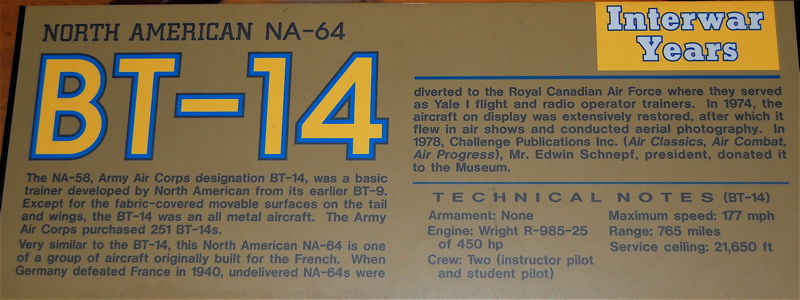 NORTH AMERICAN NA-64
BT-14
The NA-58, Army Air Corps designation BT-14, was a basic
trainer developed by North American from its earlier BT-9.
Except for the fabric-covered movable surfaces on the tail
and wings, the BT-14 was an all metal aircraft. The Army
Air Corps purchased 251 BT-14s.
Very similar to the BT-14, this North American NA-64 is one
of a group of aircraft originally built for the French. When
Germany defeated France in 1940, undelivered NA-64s were
Interwar
Years
diverted to the Royal Canadian Air Force where they served
as Yale I flight and radio operator trainers. In 1974, the
aircraft on display was extensively restored, after which it
flew in air shows and conducted aerial photography. In
1978, Challenge Publications Inc. (Air Classics, Air Combat,
Air Progress), Mr. Edwin Schnepf, president, donated it
to the Museum.
TECHNICAL NOTES (BT-14)
Armament: None
Engine: Wright R-985-25
of 450 hp
Crew: Two (instructor pilot
and student pilot)
Maximum speed: 177 mph
Range: 765 miles
Service ceiling: 21,650 ft